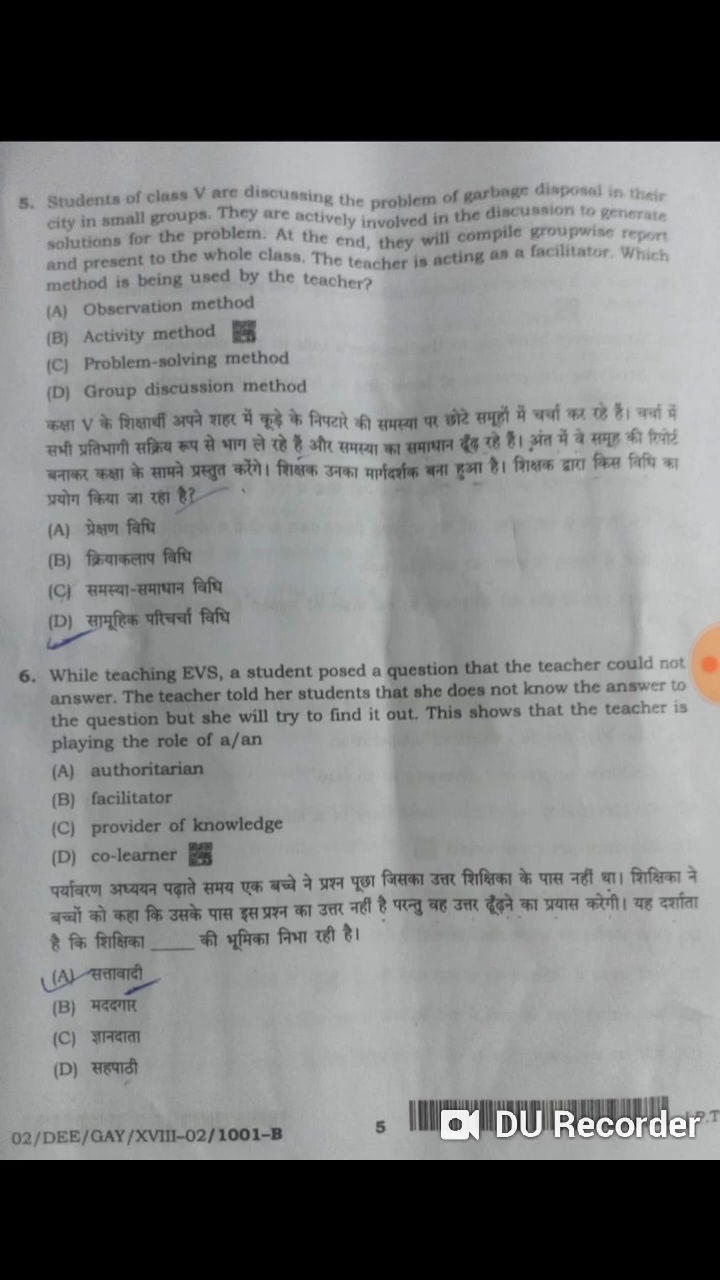 5. Students of class V are discussing the problem of garbage disposal in their
city in small groups. They are actively involved in the discussion to generate
solutions for the problem. At the end, they will compile groupwise report
and present to the whole class. The teacher is acting as a facilitator. Which
method is being used by the teacher?
(A) Observation method
(B) Activity method
(C) Problem-solving method
(D) Group discussion method
कक्षा V के शिक्षार्थी अपने शहर में कूड़े के निपटारे की समस्या पर छोटे समूहों में चर्चा कर रहे हैं। चर्चा में
सभी प्रतिभागी सक्रिय रूप से भाग ले रहे हैं और समस्या का समाधान ढूँढ़ रहे हैं। अंत में वे समूह की रिपोर्ट
बनाकर कक्षा के सामने प्रस्तुत करेंगे। शिक्षक उनका मार्गदर्शक बना हुआ है। शिक्षक द्वारा किस विधि का
प्रयोग किया जा रहा है?
(A) प्रेक्षण विधि
(B) क्रियाकलाप विधि
(C) समस्या-समाधान विधि
(D) सामूहिक परिचर्चा विधि
6. While teaching EVS, a student posed a question that the teacher could not
answer. The teacher told her students that she does not know the answer to
the question but she will try to find it out. This shows that the teacher is
playing the role of a/an
(A) authoritarian
(B) facilitator
(C) provider of knowledge
(D) co-learner
पर्यावरण अध्ययन पढ़ाते समय एक बच्चे ने प्रश्न पूछा जिसका उत्तर शिक्षिका के पास नहीं था। शिक्षिका ने
बच्चों को कहा कि उसके पास इस प्रश्न का उत्तर नहीं है परन्तु वह उत्तर ढूँढ़ने का प्रयास करेगी। यह दर्शाता
है कि शिक्षिका _____ की भूमिका निभा रही है।
(A) सत्तावादी
(B) मददगार
(C) ज्ञानदाता
(D) सहपाठी
02/DEE/GAY/XVIII-02/1001-B 5 P.T
DU Recorder